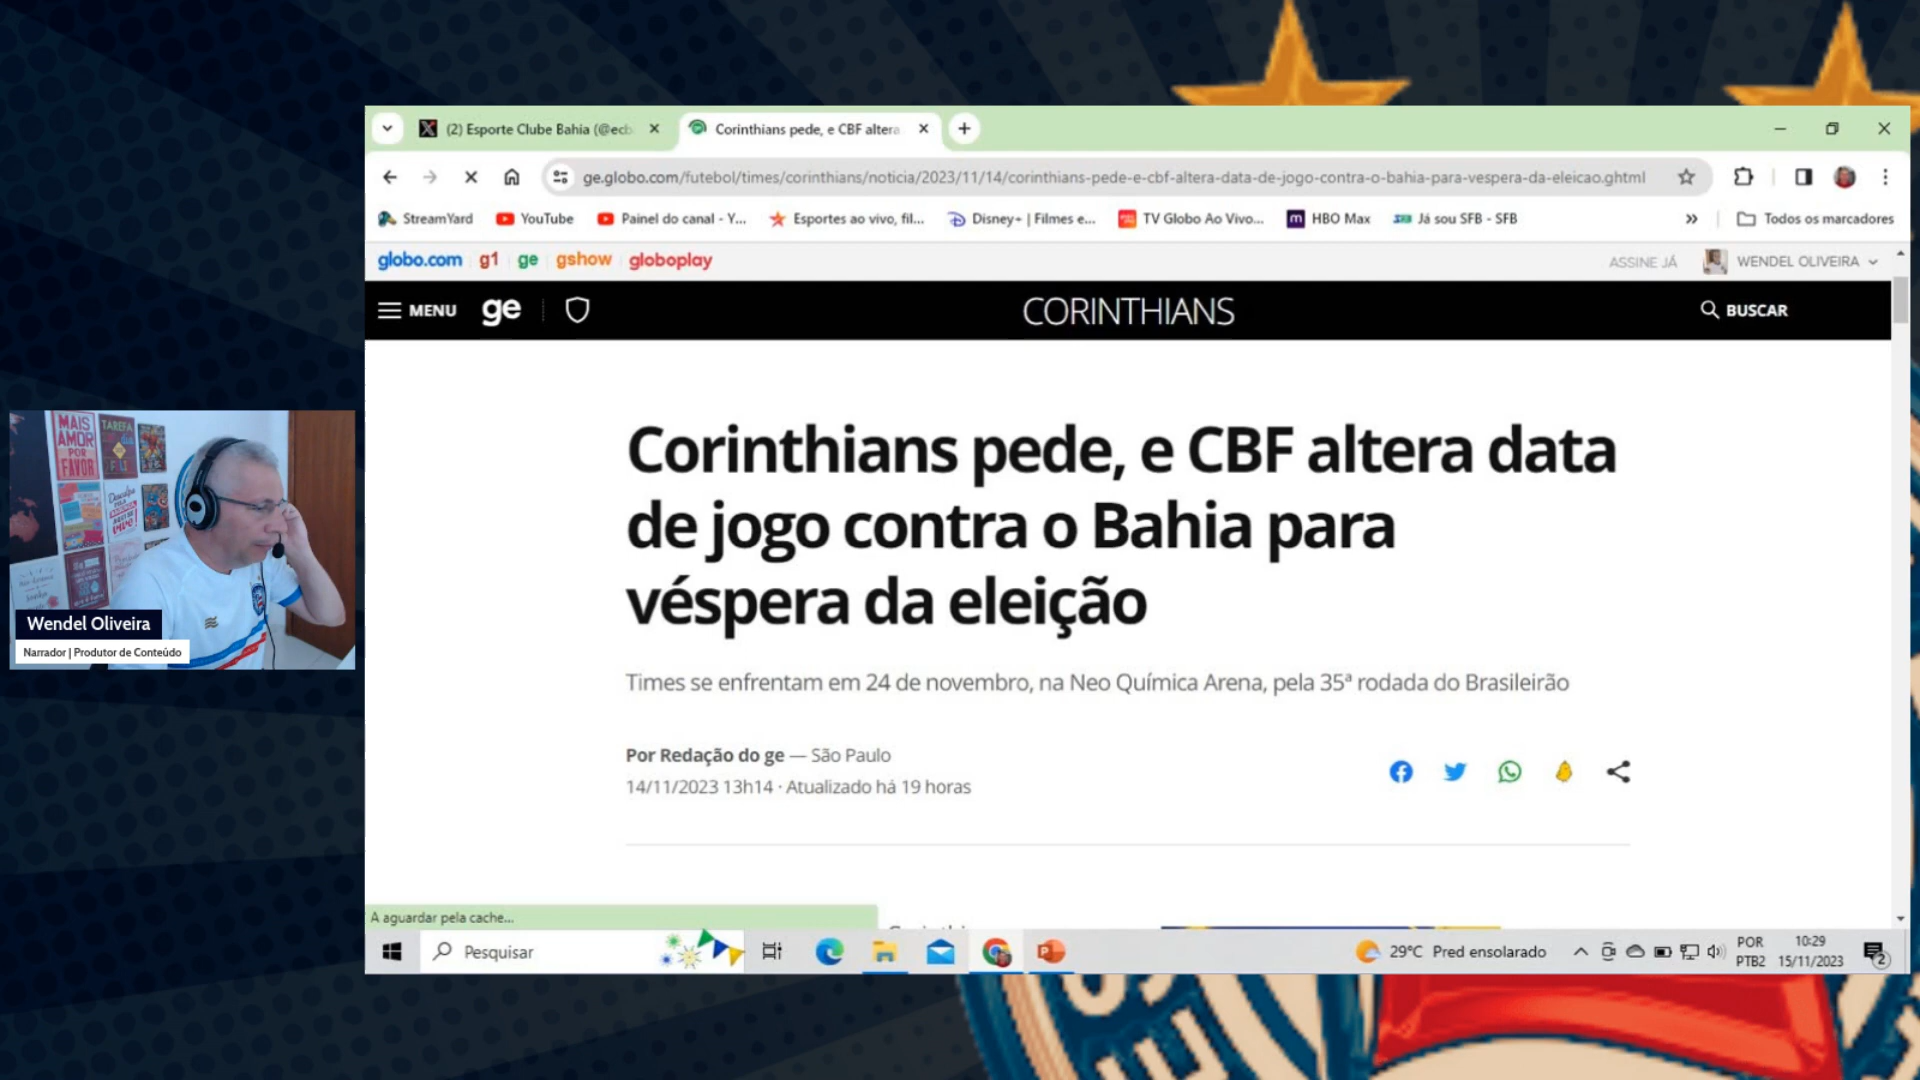 (2) Esporte Clube Bahia (@ecb
Corinthians pede, e CBF altera
ge.globo.com/futebol/times/corinthians/noticia/2023/11/14/corinthians-pede-e-cbf-altera-data-de-jogo-contra-o-bahia-para-vespera-da-eleicao.ghtml
StreamYard YouTube Painel do canal - Y... Esportes ao vivo, fil... Disney+ | Filmes e... TV Globo Ao Vivo... HBO Max Já sou SFB - SFB » Todos os marcadores
globo.com g1 ge gshow globoplay ASSINE JÁ WENDEL OLIVEIRA
MENU ge CORINTHIANS BUSCAR
Corinthians pede, e CBF altera data
de jogo contra o Bahia para
véspera da eleição
Times se enfrentam em 24 de novembro, na Neo Química Arena, pela 35ª rodada do Brasileirão
Por Redação do ge — São Paulo
14/11/2023 13h14 · Atualizado há 19 horas
MAIS
AMOR
POR
FAVOR
TAREFA
Wendel Oliveira
Narrador | Produtor de Conteúdo
A aguardar pela cache...
Pesquisar
29°C Pred ensolarado
POR
PTB2
10:29
15/11/2023
2